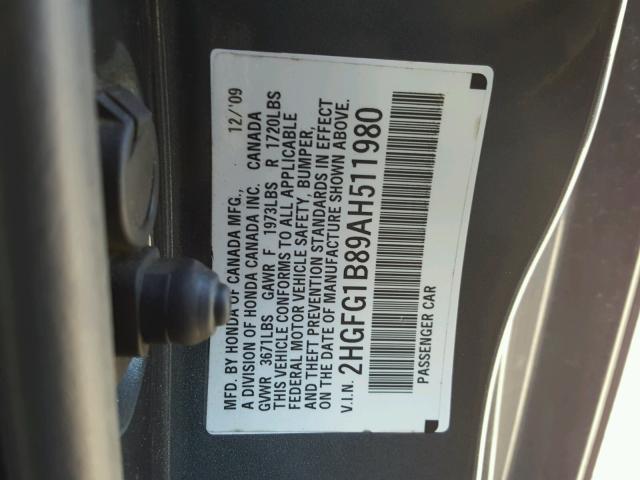 MFD. BY HONDA OF CANADA MFG., 12/'09
A DIVISION OF HONDA CANADA INC. CANADA
GVWR 3671LBS GAWR F 1973LBS R 1720LBS
THIS VEHICLE CONFORMS TO ALL APPLICABLE
FEDERAL MOTOR VEHICLE SAFETY, BUMPER,
AND THEFT PREVENTION STANDARDS IN EFFECT
ON THE DATE OF MANUFACTURE SHOWN ABOVE.
V.I.N. 2HGFG1B89AH511980
PASSENGER CAR